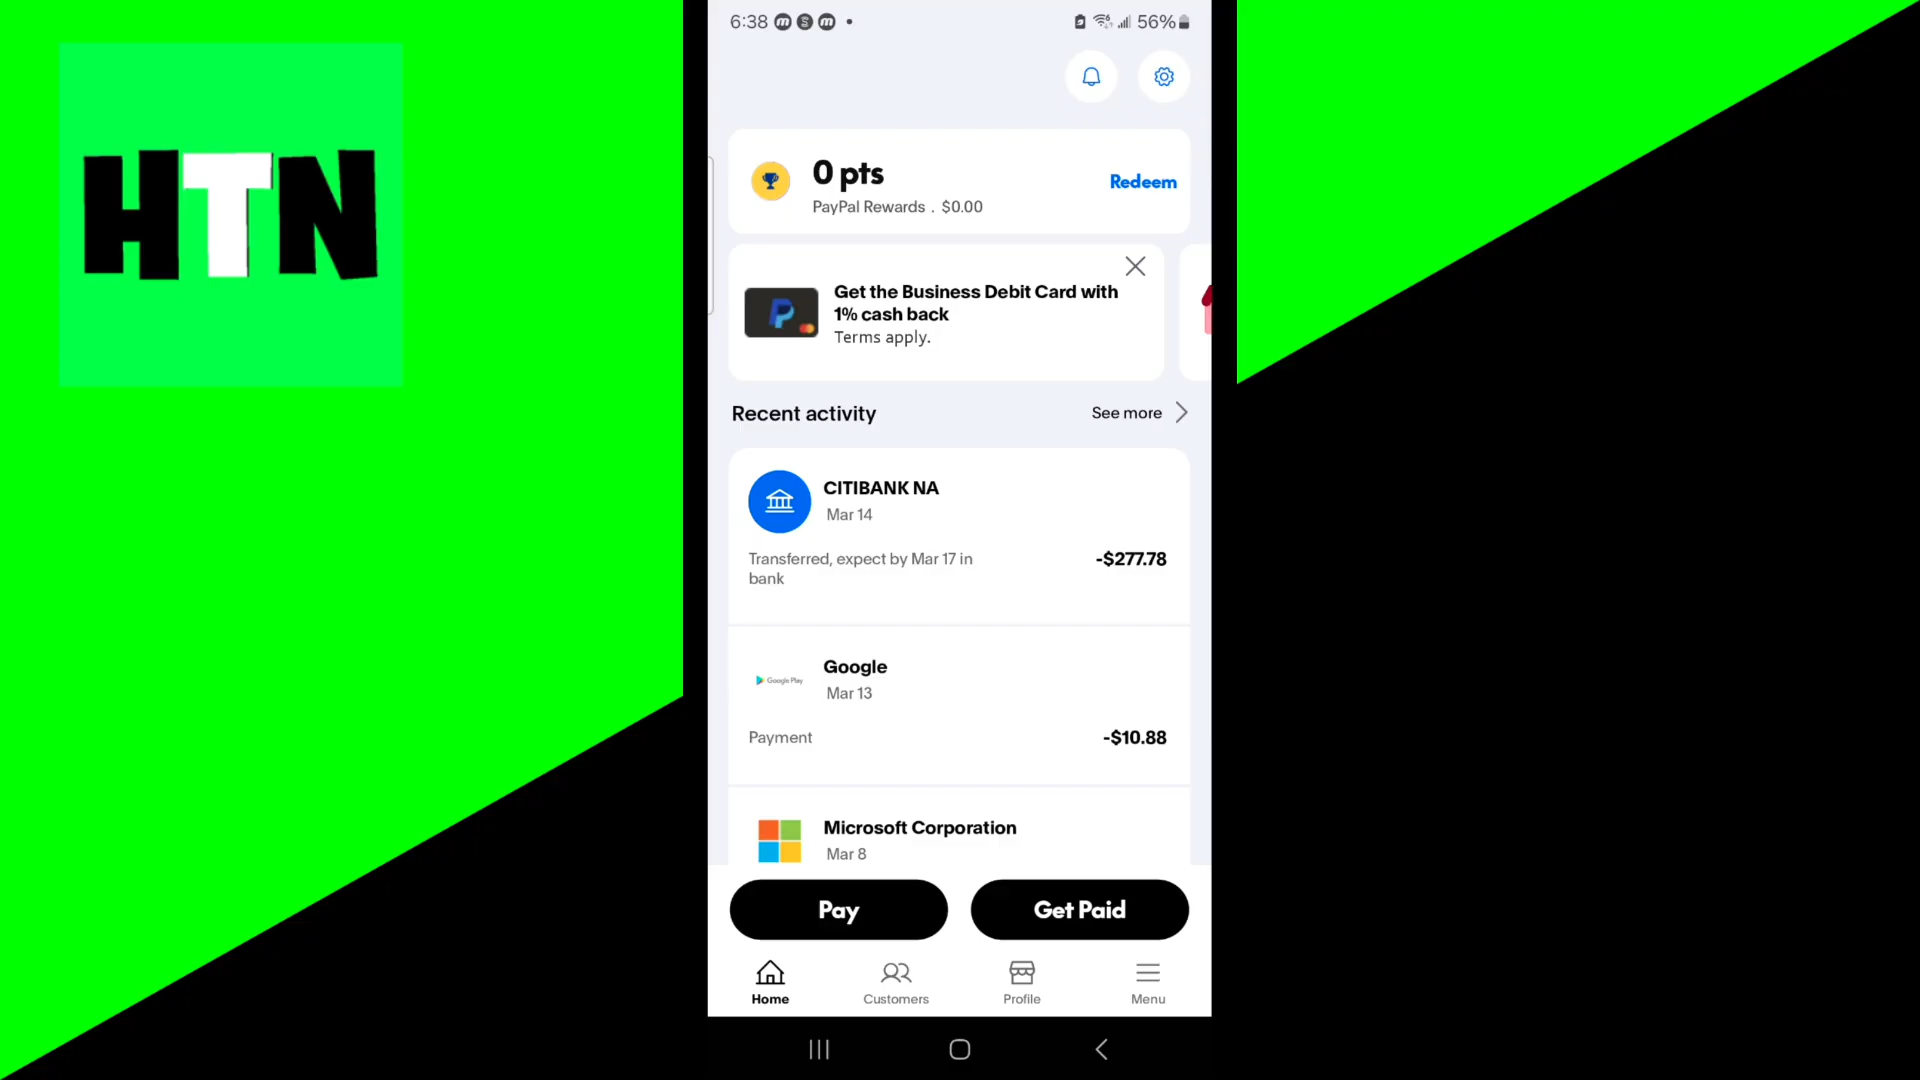 HTN
6:38
56%
0 pts
PayPal Rewards . $0.00
Redeem
Get the Business Debit Card with
1% cash back
Terms apply.
Recent activity
See more
CITIBANK NA
Mar 14
Transferred, expect by Mar 17 in
bank
-$277.78
Google Play
Google
Mar 13
Payment
-$10.88
Microsoft Corporation
Mar 8
Pay
Get Paid
Home
Customers
Profile
Menu